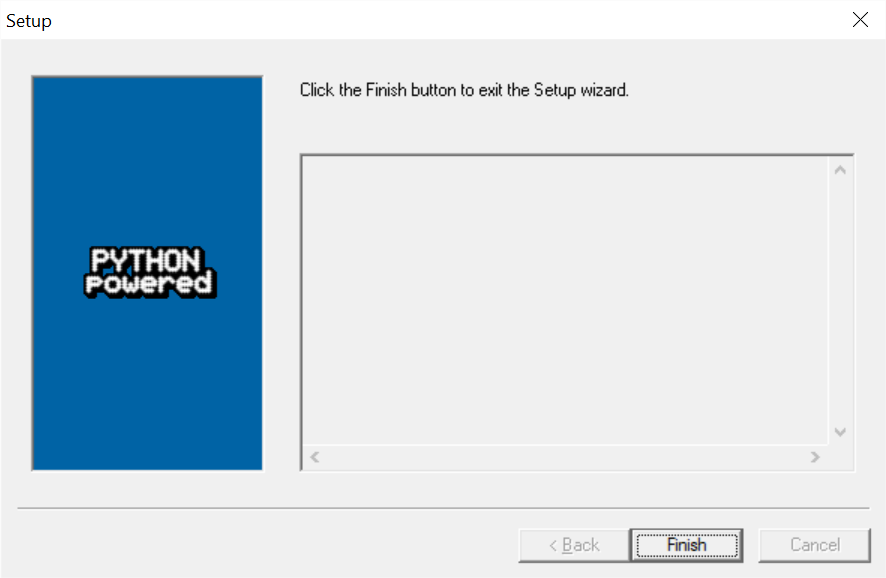 Setup
Click the Finish button to exit the Setup wizard.
PYTHON
powered
< Back
Finish
Cancel